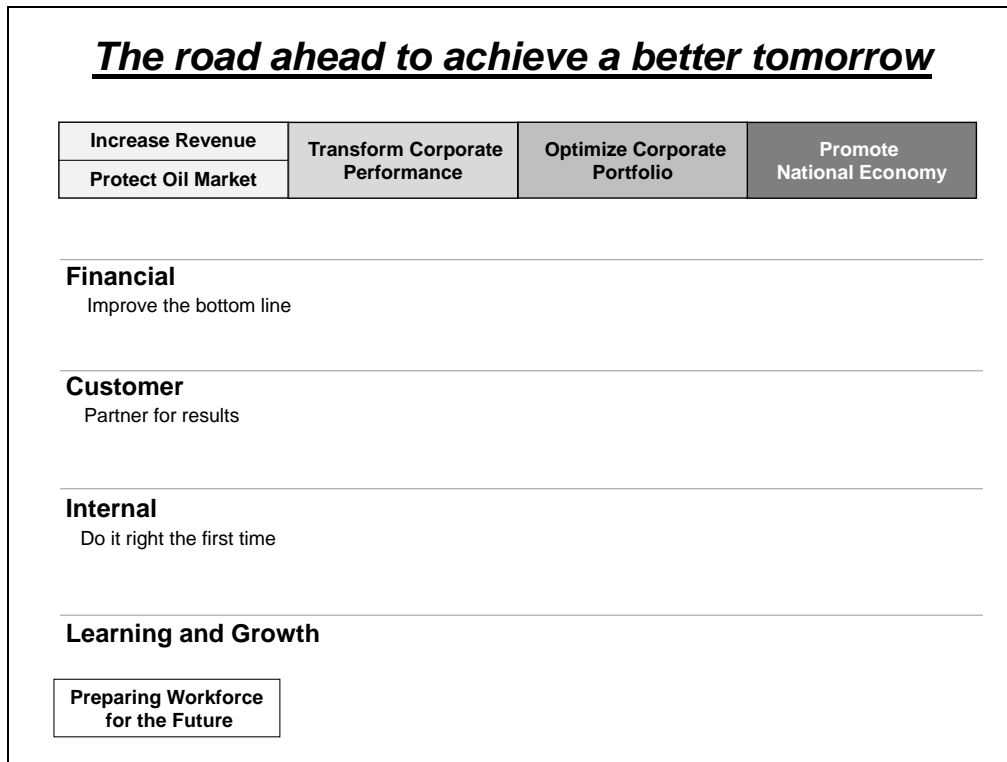 The road ahead to achieve a better tomorrow
Increase Revenue
Protect Oil Market
Transform Corporate
Performance
Optimize Corporate
Portfolio
Promote
National Economy
Financial
Improve the bottom line
Customer
Partner for results
Internal
Do it right the first time
Learning and Growth
Preparing Workforce
for the Future